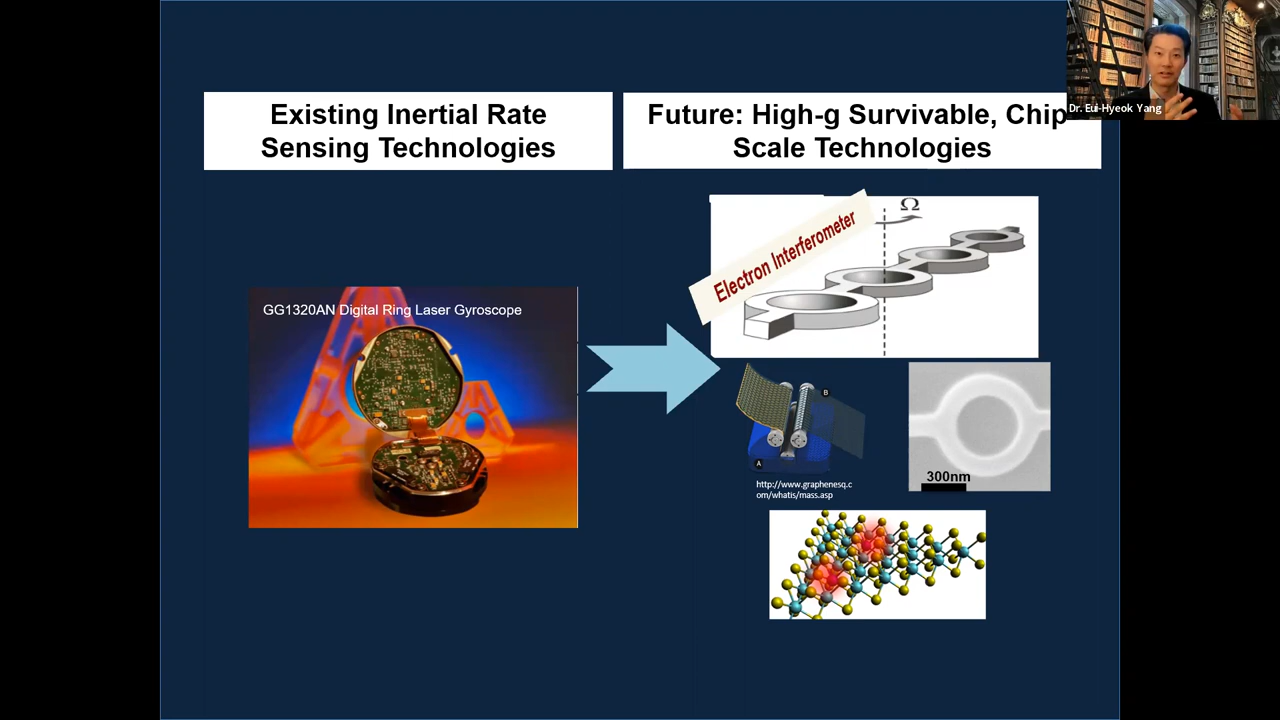 Existing Inertial Rate
Sensing Technologies
Future: High-g Survivable, Chip
Scale Technologies
Dr. Eui-Hyeok Yang
GG1320AN Digital Ring Laser Gyroscope
Electron Interferometer
Ω
B
A
http://www.graphenesq.c
om/whatis/mass.asp
300nm